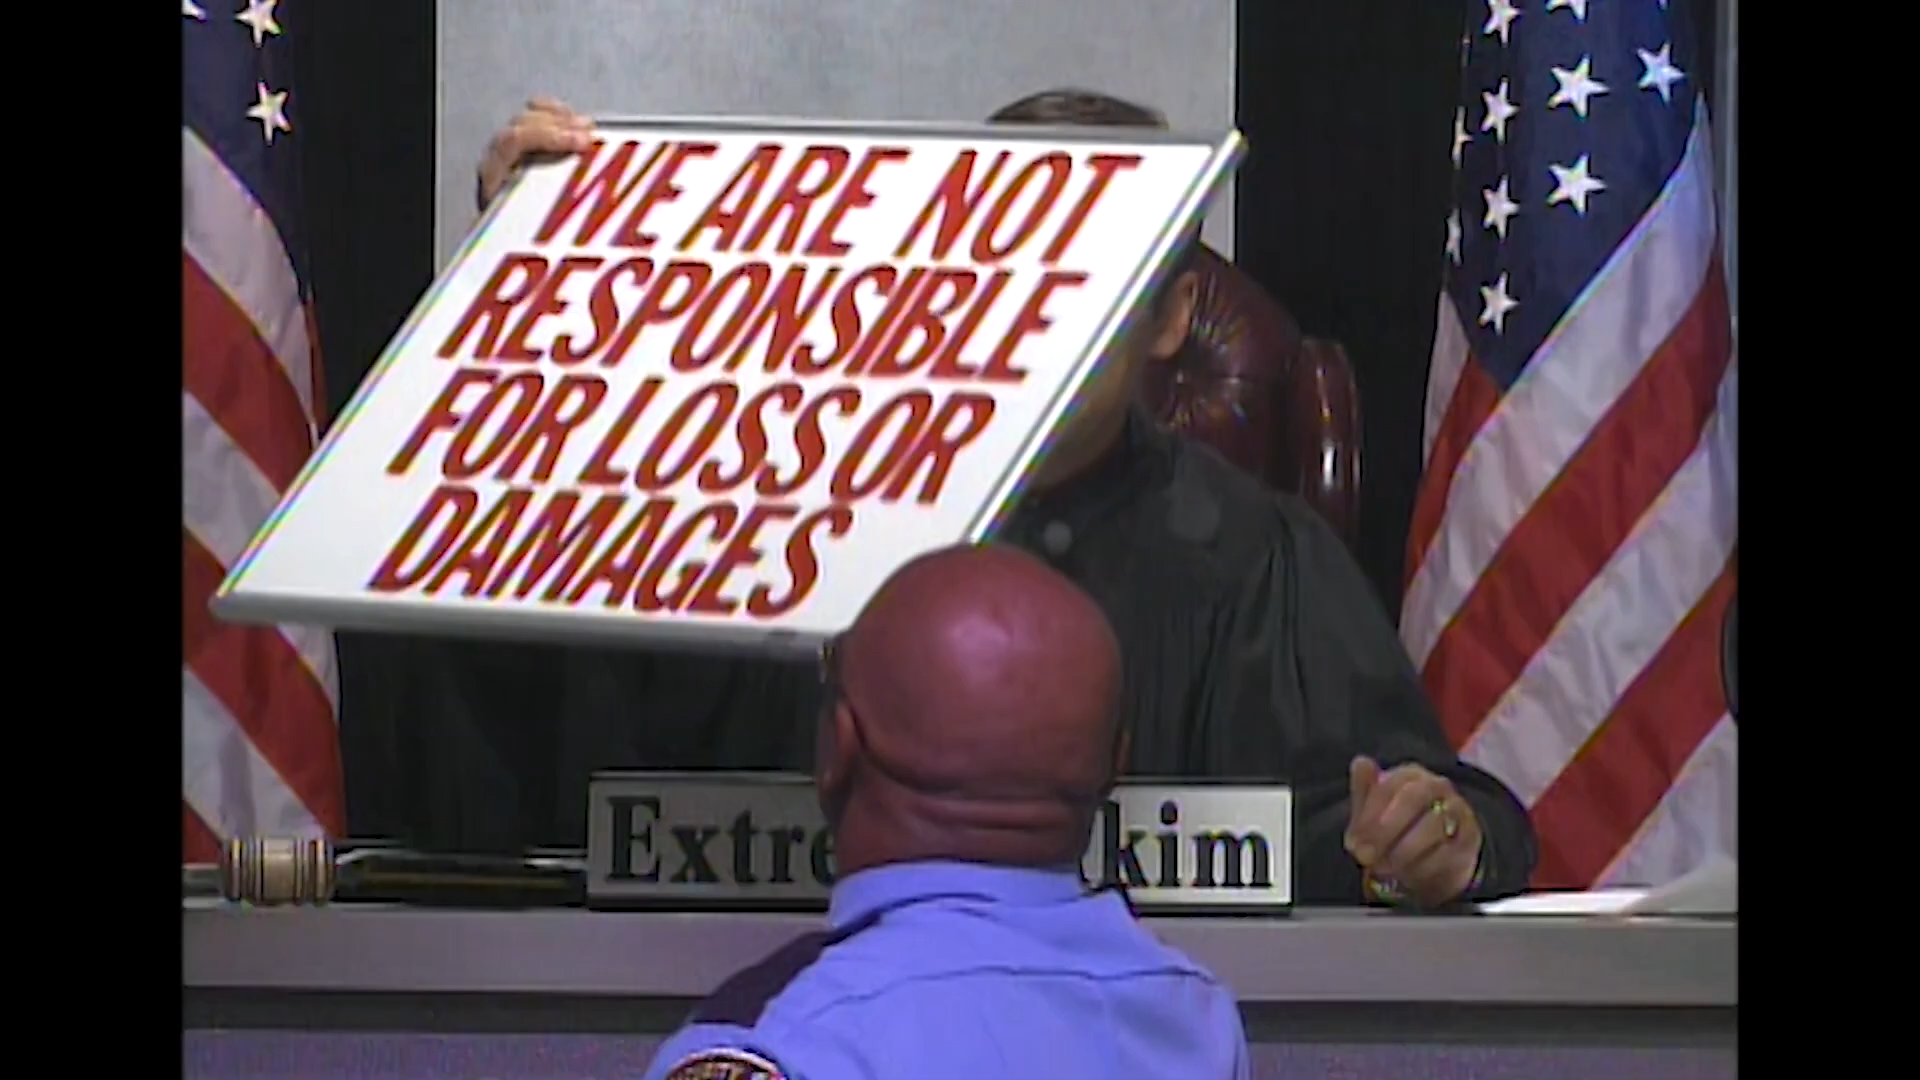 WE ARE NOT
RESPONSIBLE
FOR LOSS OR
DAMAGES
Extre kim